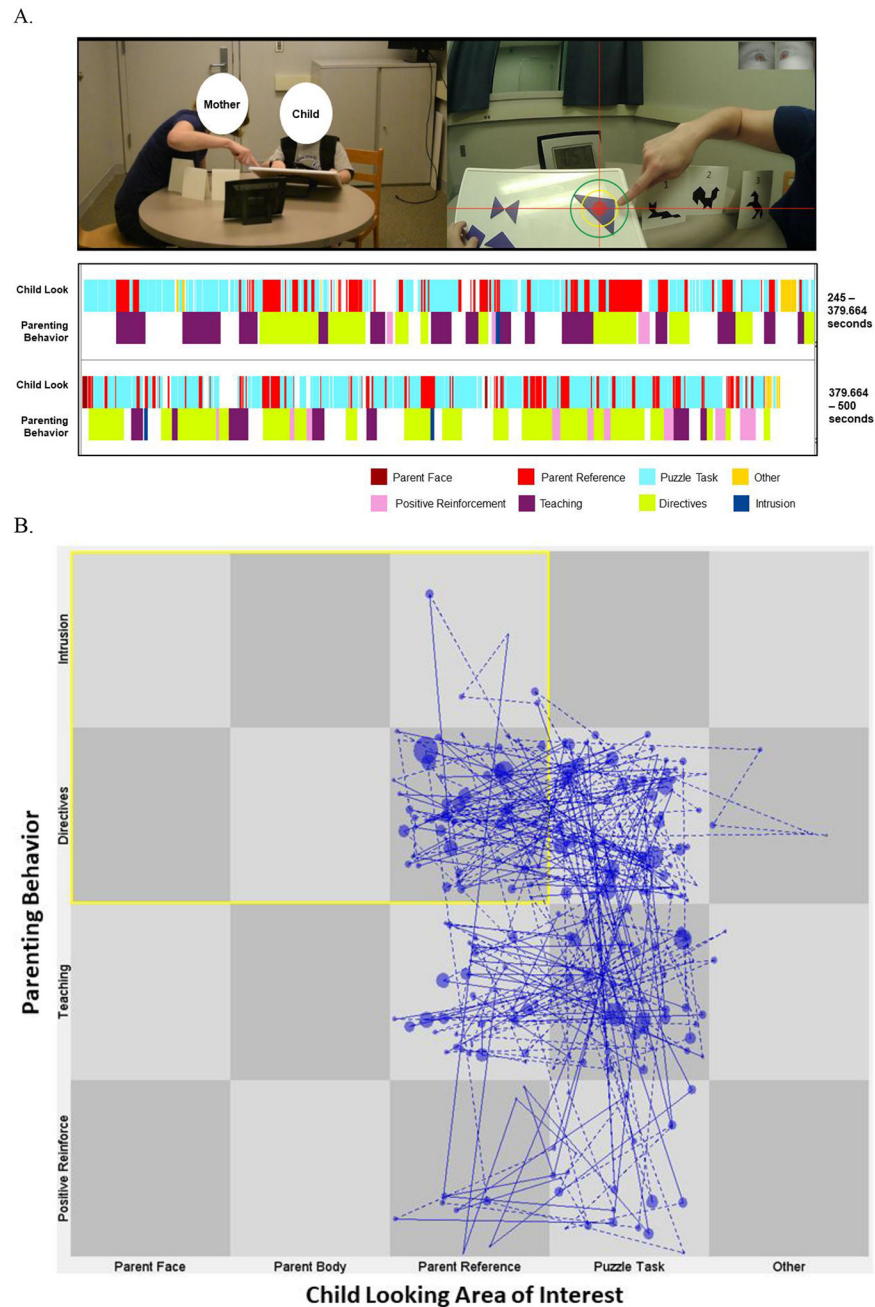 A.
Mother
Child
1
2
3
Child Look
Parenting
Behavior
245 –
379.664
seconds
Child Look
Parenting
Behavior
379.664
– 500
seconds
Parent Face
Parent Reference
Puzzle Task
Other
Positive Reinforcement
Teaching
Directives
Intrusion
B.
Parenting Behavior
Intrusion
Directives
Teaching
Positive Reinforce
Parent Face
Parent Body
Parent Reference
Puzzle Task
Other
Child Looking Area of Interest